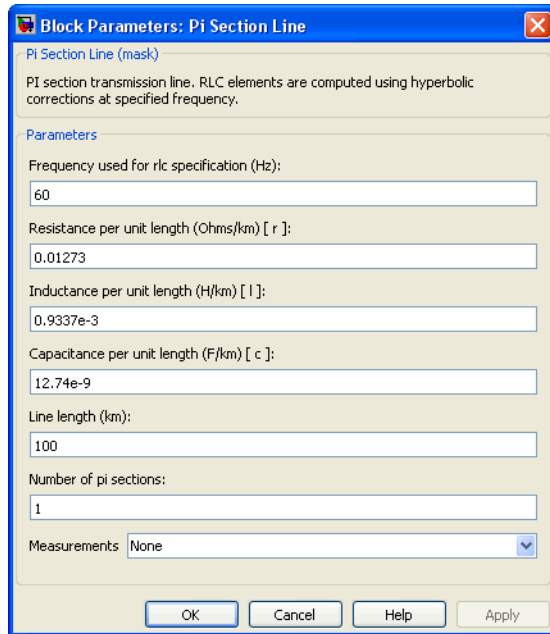 Block Parameters: Pi Section Line
Pi Section Line (mask)
PI section transmission line. RLC elements are computed using hyperbolic
corrections at specified frequency.
Parameters
Frequency used for rlc specification (Hz):
60
Resistance per unit length (Ohms/km) [ r ]:
0.01273
Inductance per unit length (H/km) [ l ]:
0.9337e-3
Capacitance per unit length (F/km) [ c ]:
12.74e-9
Line length (km):
100
Number of pi sections:
1
Measurements None
OK Cancel Help Apply